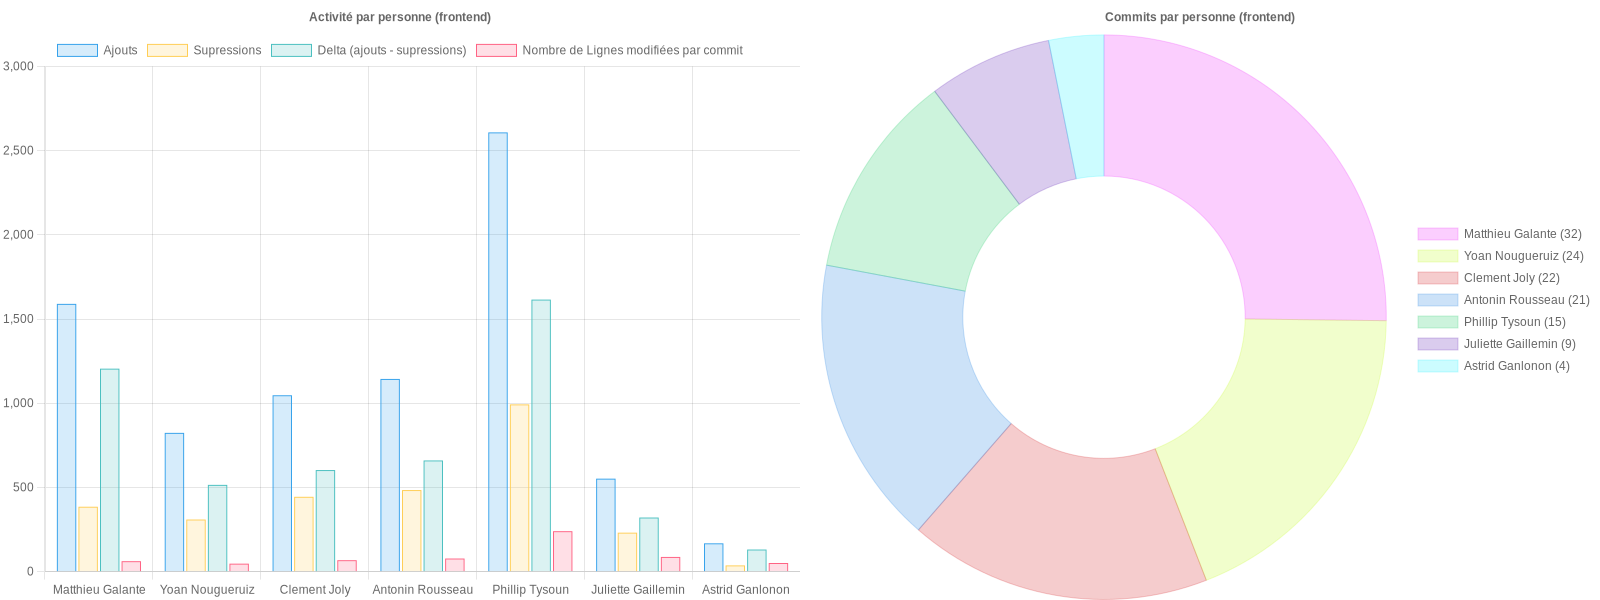 Activité par personne (frontend)
Ajouts
Supressions
Delta (ajouts - supressions)
Nombre de Lignes modifiées par commit
3,000
2,500
2,000
1,500
1,000
500
0
Matthieu Galante
Yoan Nougueruiz
Clement Joly
Antonin Rousseau
Phillip Tysoun
Juliette Gaillemin
Astrid Ganlonon
Commits par personne (frontend)
Matthieu Galante (32)
Yoan Nougueruiz (24)
Clement Joly (22)
Antonin Rousseau (21)
Phillip Tysoun (15)
Juliette Gaillemin (9)
Astrid Ganlonon (4)